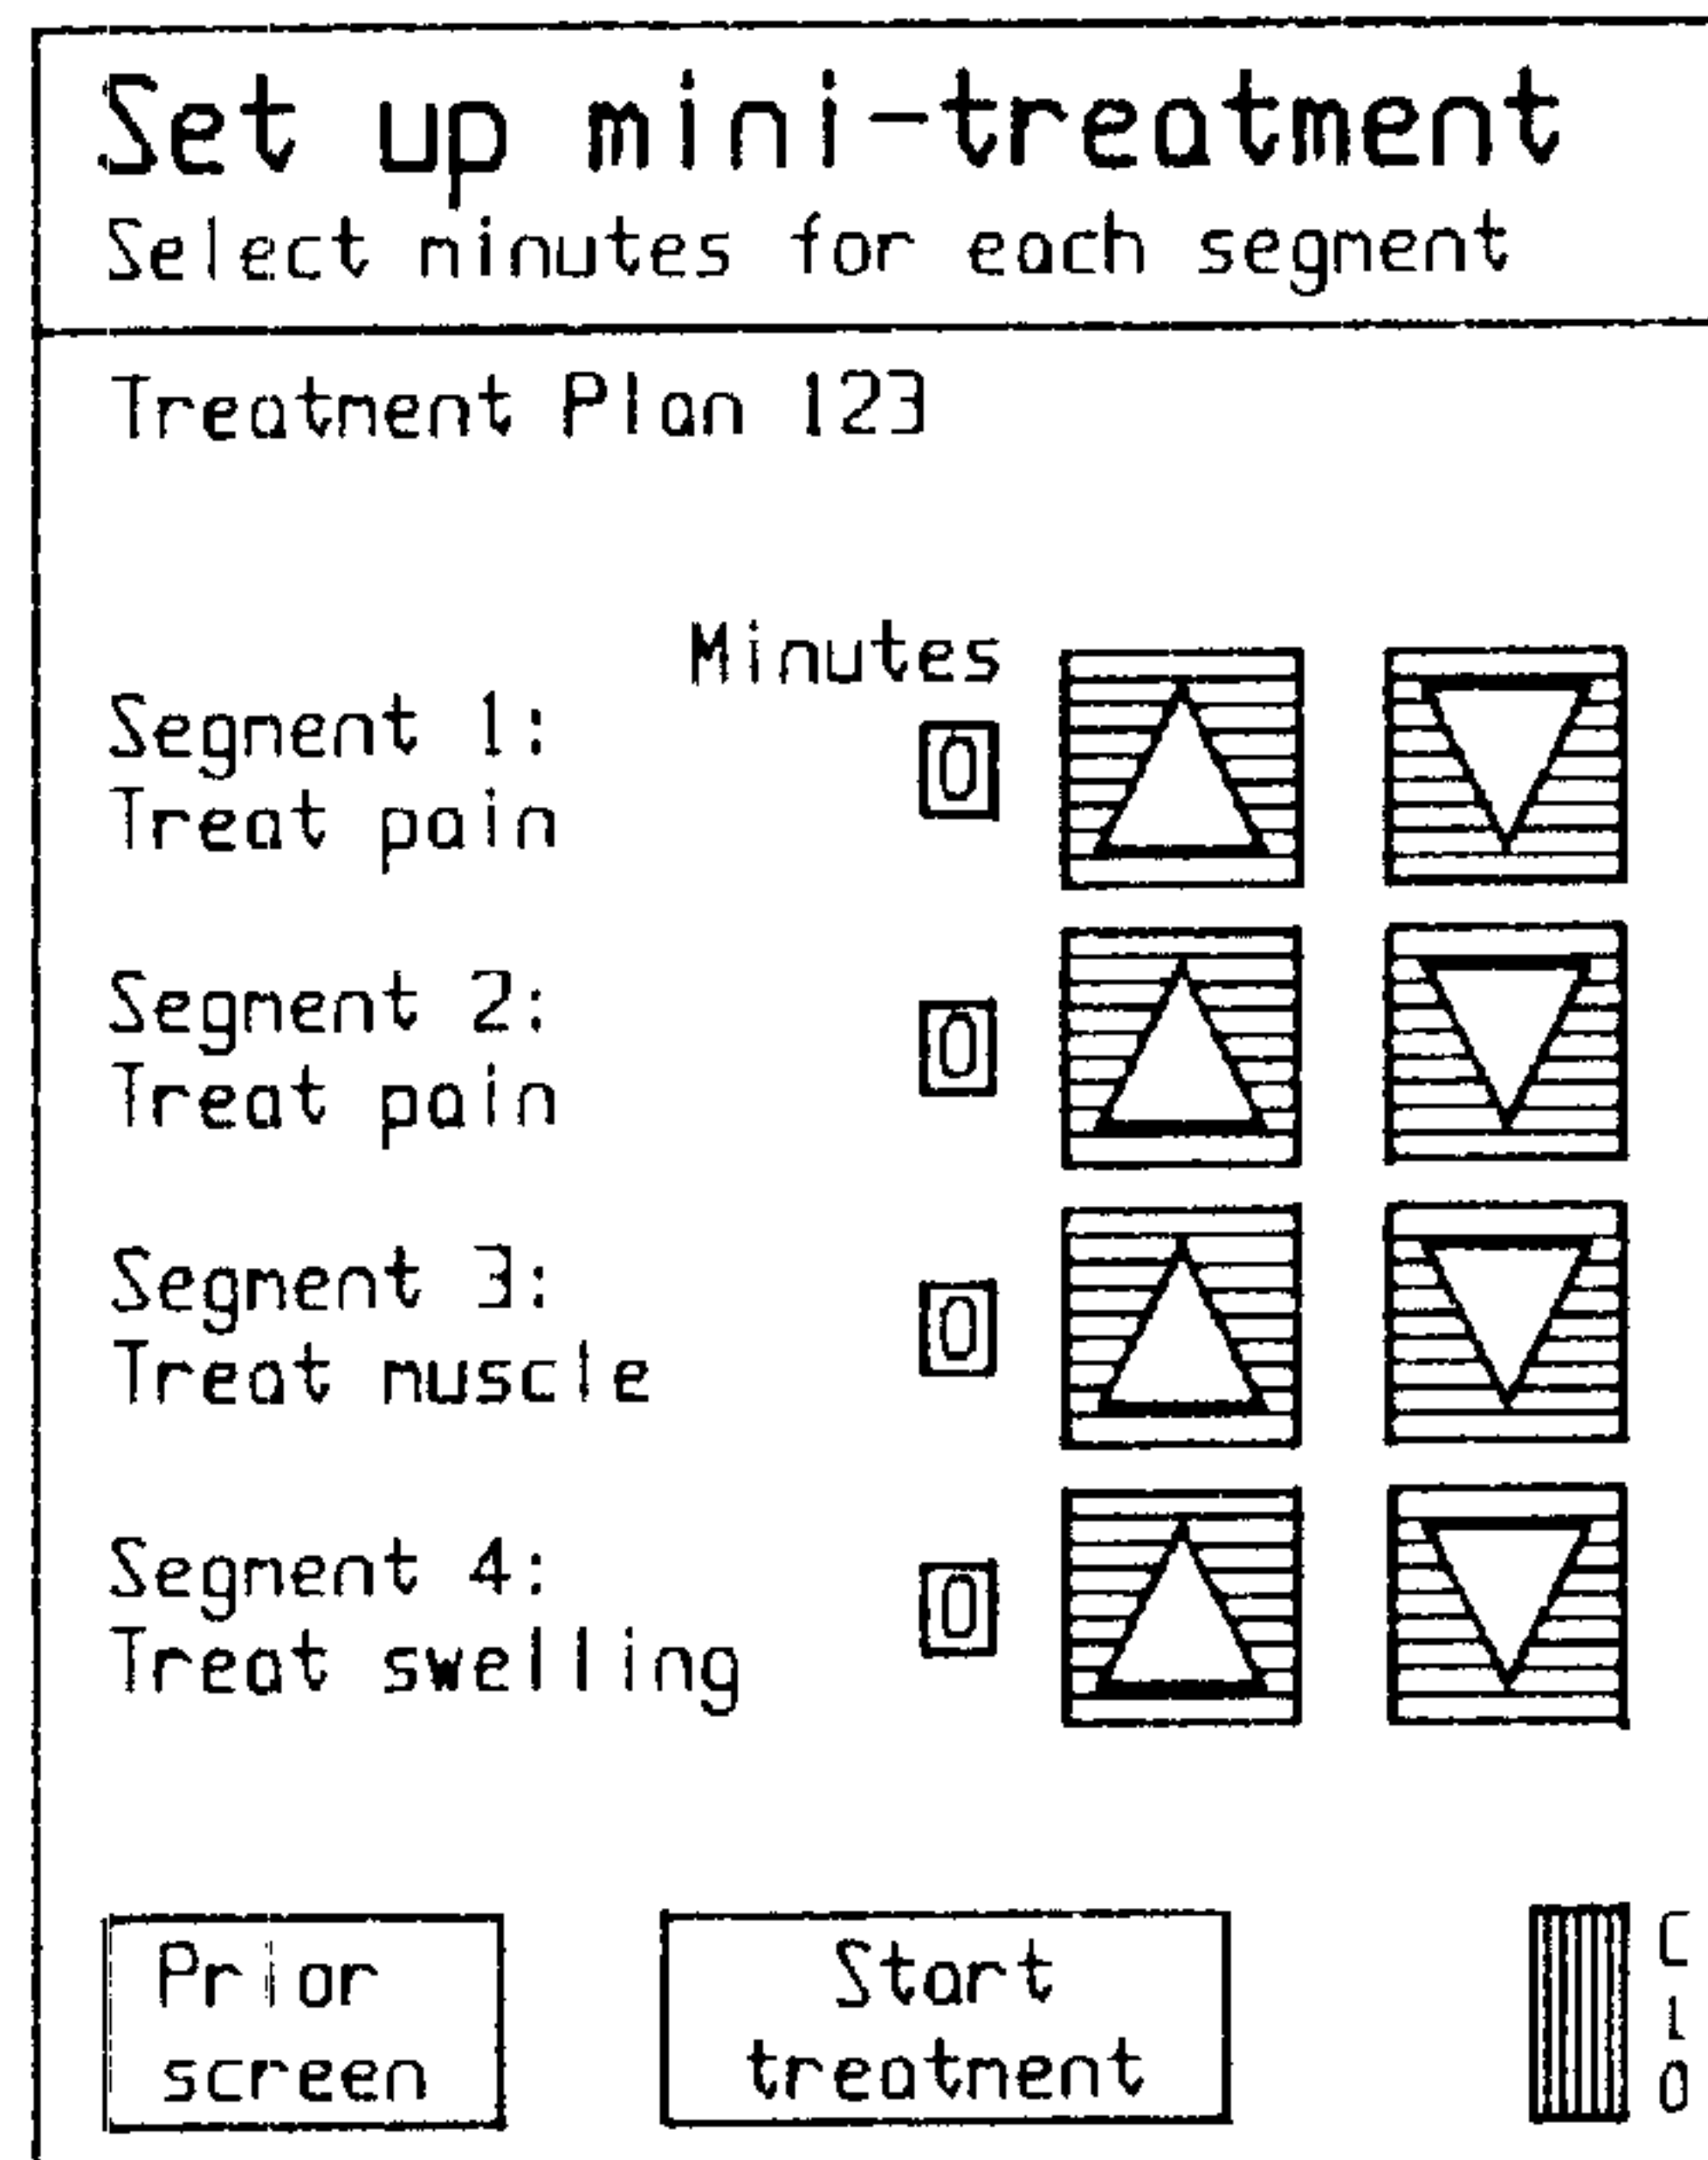 Set up mini-treatment
Select minutes for each segment
Treatment Plan 123
Minutes
Segment 1:
0
Treat pain
Segment 2:
0
Treat pain
Segment 3:
0
Treat muscle
Segment 4:
0
Treat swelling
Prior
screen
Start
treatment
C
L
O